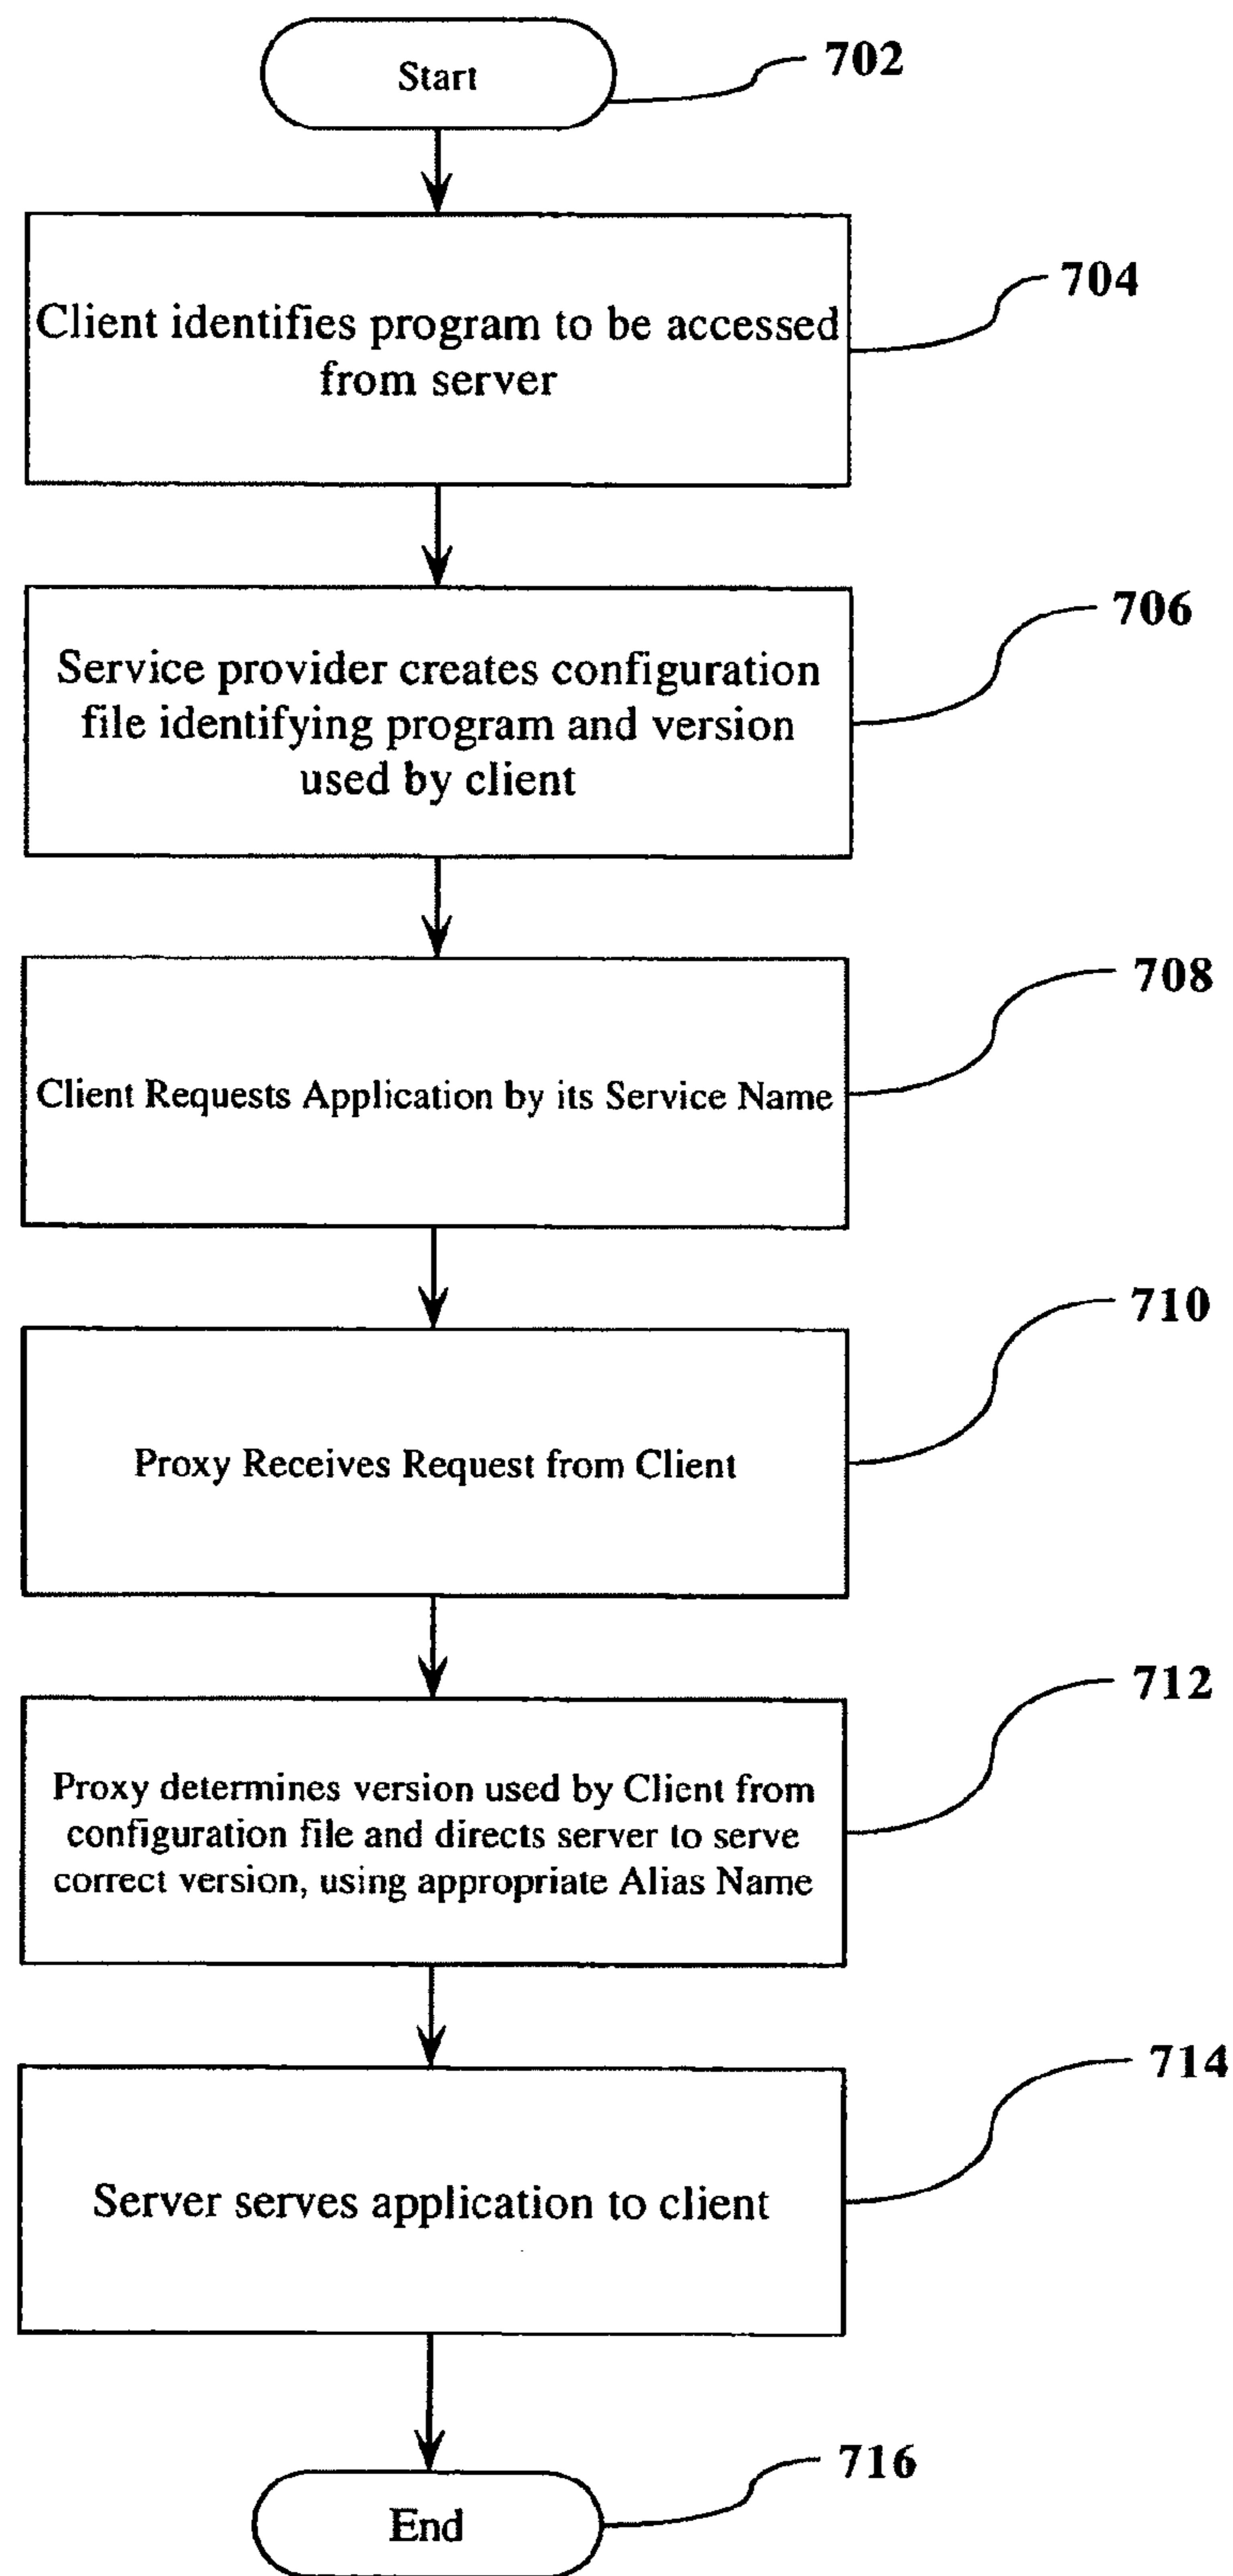 Start
702
Client identifies program to be accessed
from server
704
Service provider creates configuration
file identifying program and version
used by client
706
Client Requests Application by its Service Name
708
Proxy Receives Request from Client
710
Proxy determines version used by Client from
configuration file and directs server to serve
correct version, using appropriate Alias Name
712
Server serves application to client
714
End
716